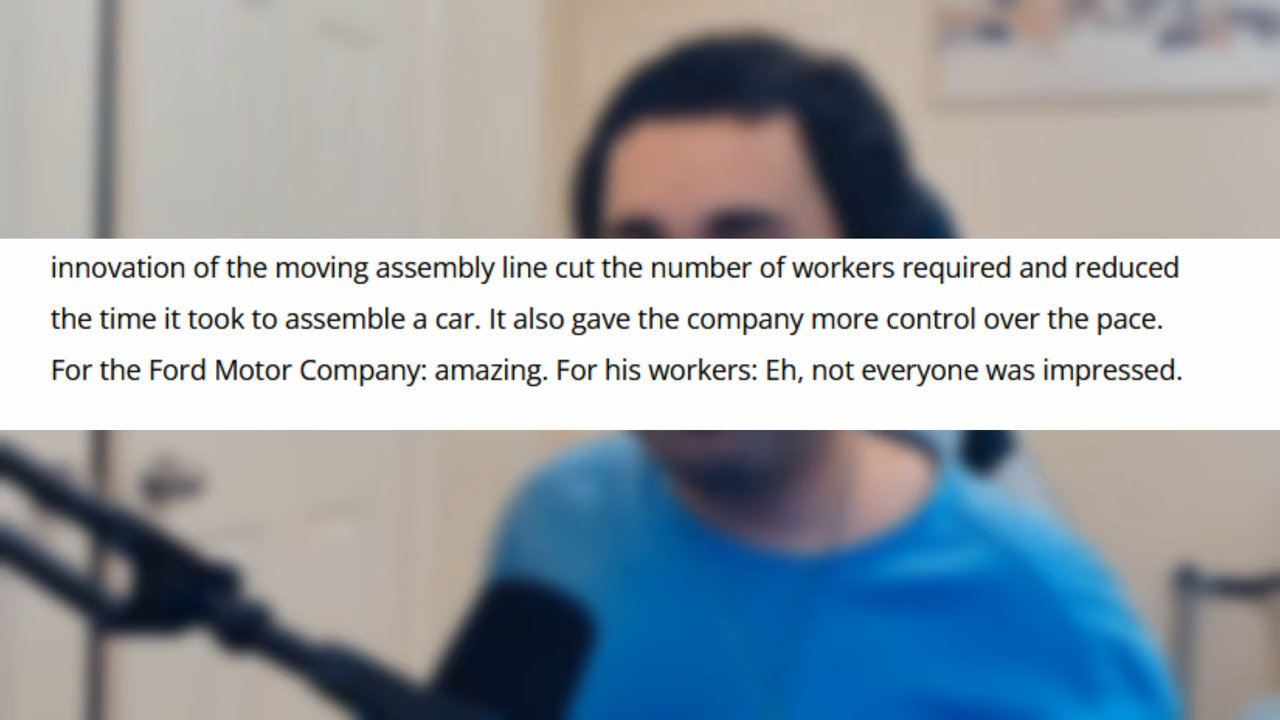 innovation of the moving assembly line cut the number of workers required and reduced
the time it took to assemble a car. It also gave the company more control over the pace.
For the Ford Motor Company: amazing. For his workers: Eh, not everyone was impressed.